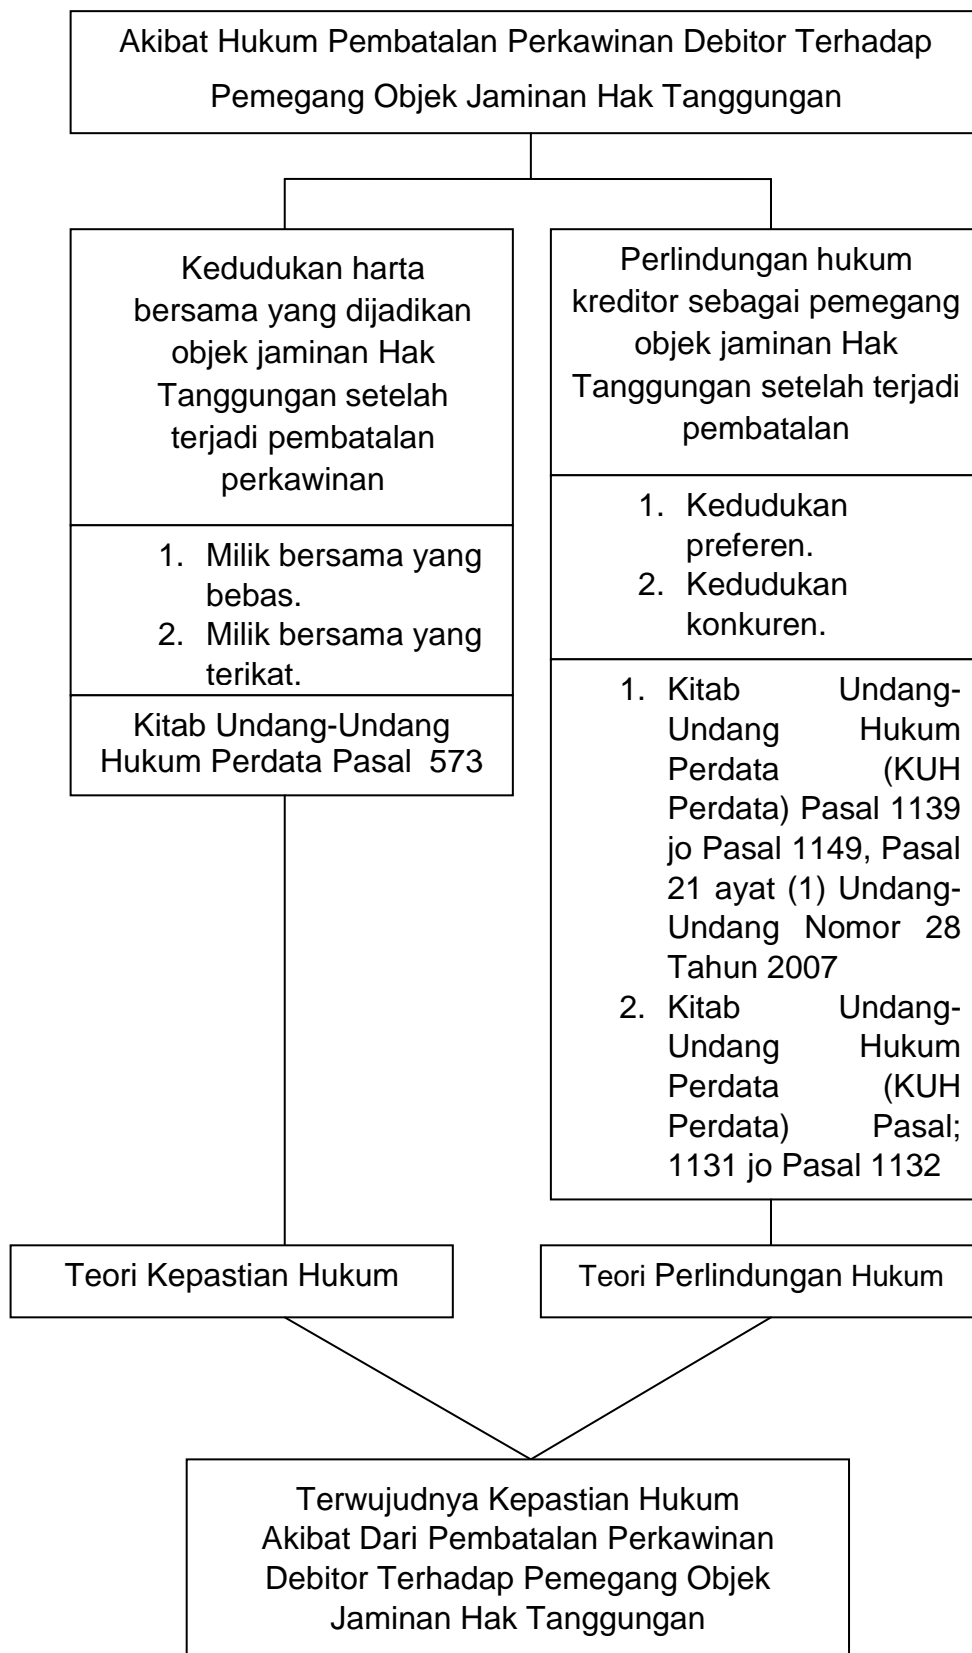 Akibat Hukum Pembatalan Perkawinan Debitor Terhadap
Pemegang Objek Jaminan Hak Tanggungan
Kedudukan harta
bersama yang dijadikan
objek jaminan Hak
Tanggungan setelah
terjadi pembatalan
perkawinan
1. Milik bersama yang
bebas.
2. Milik bersama yang
terikat.
Kitab Undang-Undang
Hukum Perdata Pasal 573
Perlindungan hukum
kreditor sebagai pemegang
objek jaminan Hak
Tanggungan setelah terjadi
pembatalan
1. Kedudukan
preferen.
2. Kedudukan
konkuren.
1. Kitab Undang-
Undang Hukum
Perdata (KUH
Perdata) Pasal 1139
jo Pasal 1149, Pasal
21 ayat (1) Undang-
Undang Nomor 28
Tahun 2007
2. Kitab Undang-
Undang Hukum
Perdata (KUH
Perdata) Pasal;
1131 jo Pasal 1132
Teori Kepastian Hukum
Teori Perlindungan Hukum
Terwujudnya Kepastian Hukum
Akibat Dari Pembatalan Perkawinan
Debitor Terhadap Pemegang Objek
Jaminan Hak Tanggungan